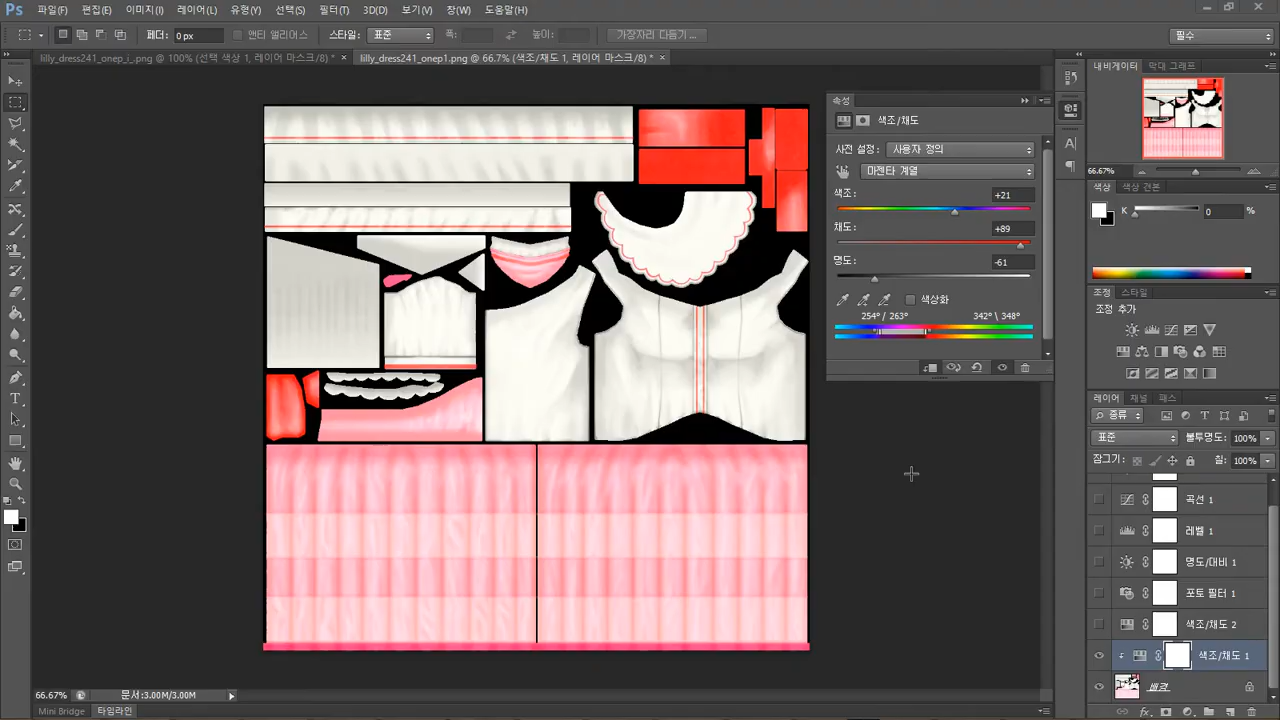 Ps 파일(F) 편집(E) 이미지(I) 레이어(L) 유형(Y) 선택(S) 필터(T) 3D(D) 보기(V) 창(W) 도움말(H)
페더: 0 px 앤티 앨리어스 스타일: 표준 폭: 높이: 가장자리 다듬기 ... 필수
lilly_dress241_onep_i_.png @ 100% (선택 색상 1, 레이어 마스크/8) * × lilly_dress241_onep1.png @ 66.7% (색조/채도 1, 레이어 마스크/8) * ×
내비게이터 막대 그래프
66.67%
속성
색조/채도
사전 설정: 사용자 정의
마젠타 계열
색조: +21
채도: +89
명도: -61
색상화
254°/ 263° 342°\ 348°
색상 색상 견본
K 0 %
조정 스타일
조정 추가
레이어 채널 패스
종류
표준 불투명도: 100%
잠그기: 칠: 100%
곡선 1
레벨 1
명도/대비 1
포토 필터 1
색조/채도 2
색조/채도 1
배경
66.67% 문서:3.00M/3.00M
Mini Bridge 타임라인